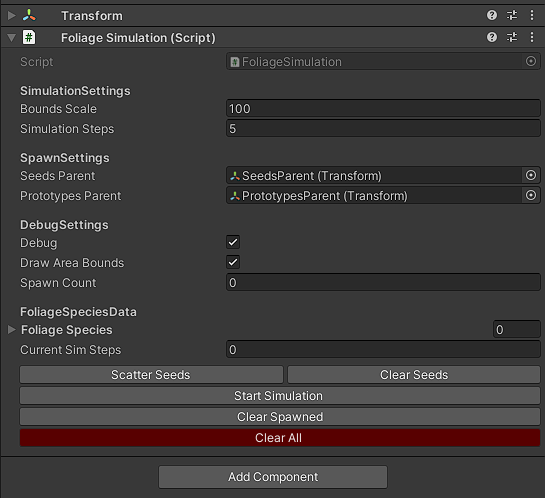 Transform
Foliage Simulation (Script)
Script FoliageSimulation
SimulationSettings
Bounds Scale 100
Simulation Steps 5
SpawnSettings
Seeds Parent SeedsParent (Transform)
Prototypes Parent PrototypesParent (Transform)
DebugSettings
Debug
Draw Area Bounds
Spawn Count 0
FoliageSpeciesData
Foliage Species 0
Current Sim Steps 0
Scatter Seeds Clear Seeds
Start Simulation
Clear Spawned
Clear All
Add Component